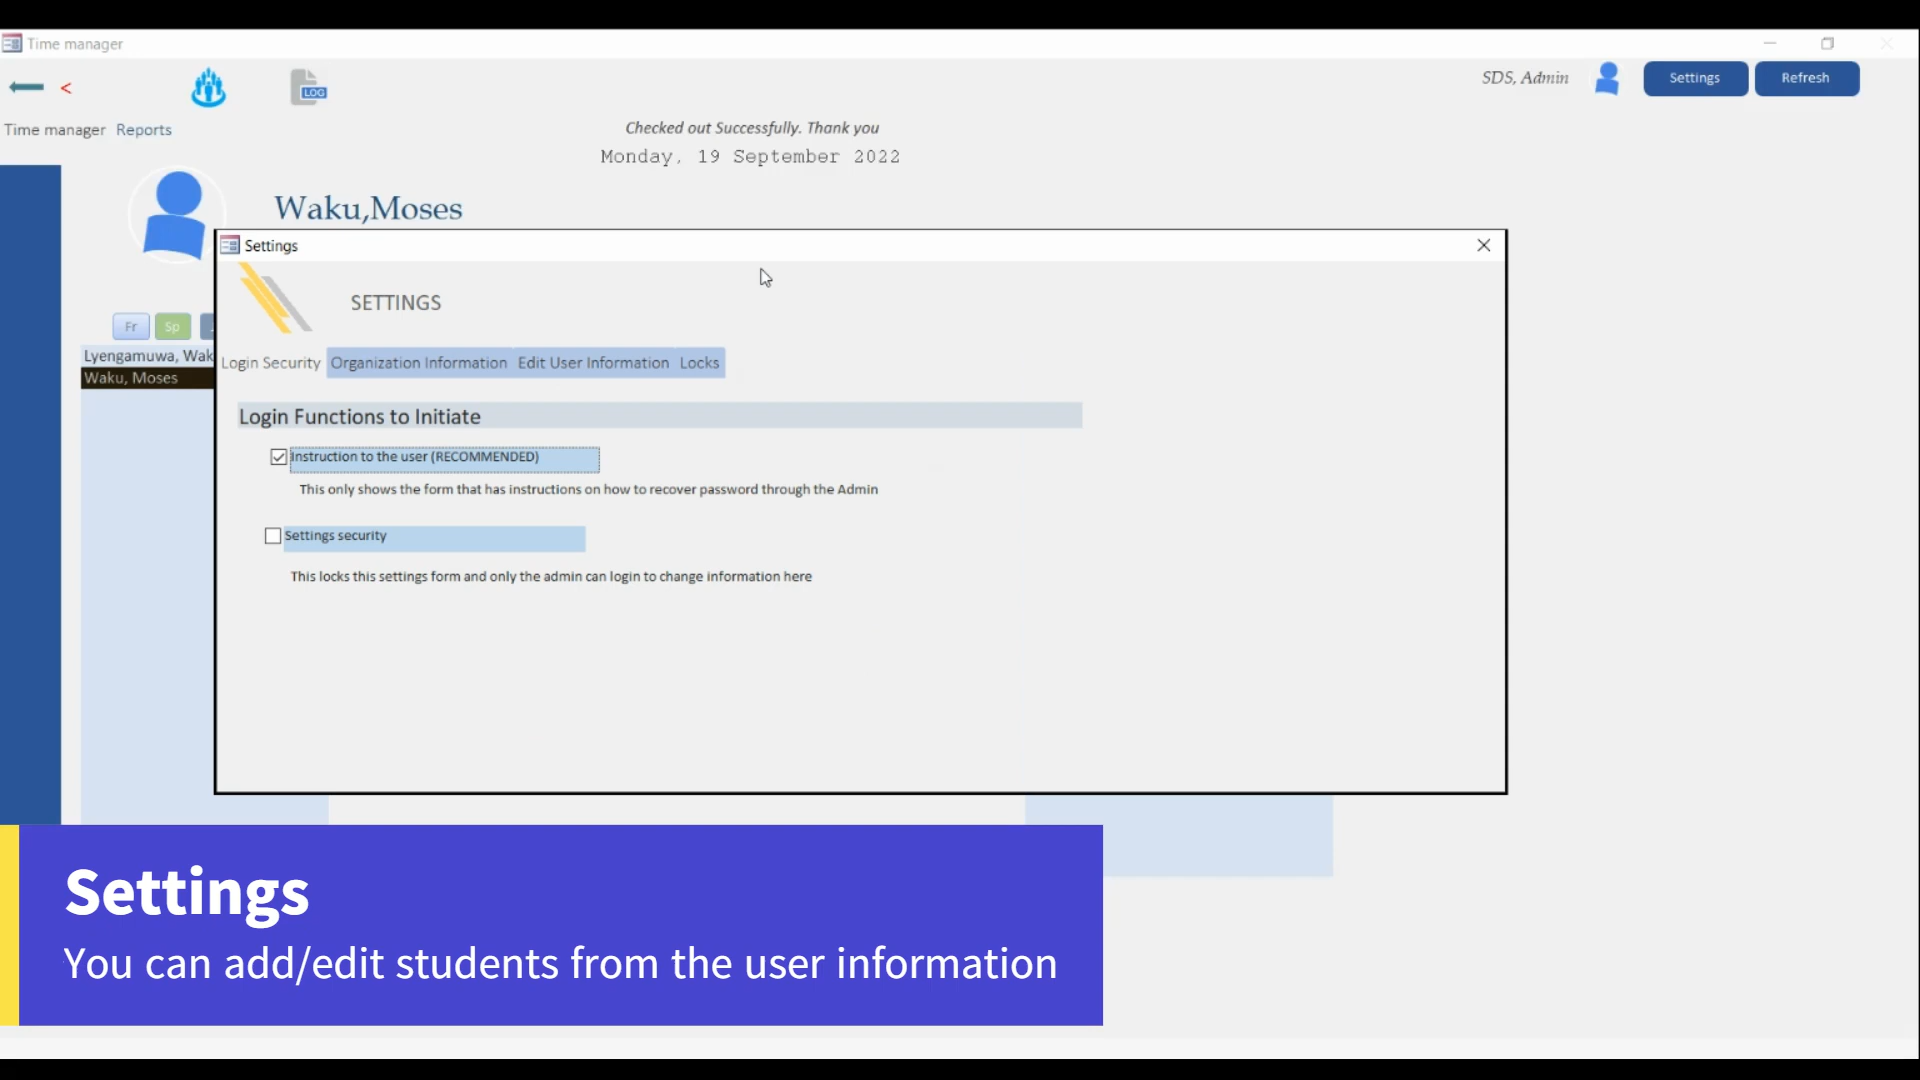 Time manager
<
LOG
SDS, Admin
Settings
Refresh
Time manager Reports
Checked out Successfully. Thank you
Monday, 19 September 2022
Waku,Moses
Settings
SETTINGS
Fr Sp
Lyengamuwa, Wak
Waku, Moses
Login Security Organization Information Edit User Information Locks
Login Functions to Initiate
Instruction to the user (RECOMMENDED)
This only shows the form that has instructions on how to recover password through the Admin
Settings security
This locks this settings form and only the admin can login to change information here
Settings
You can add/edit students from the user information